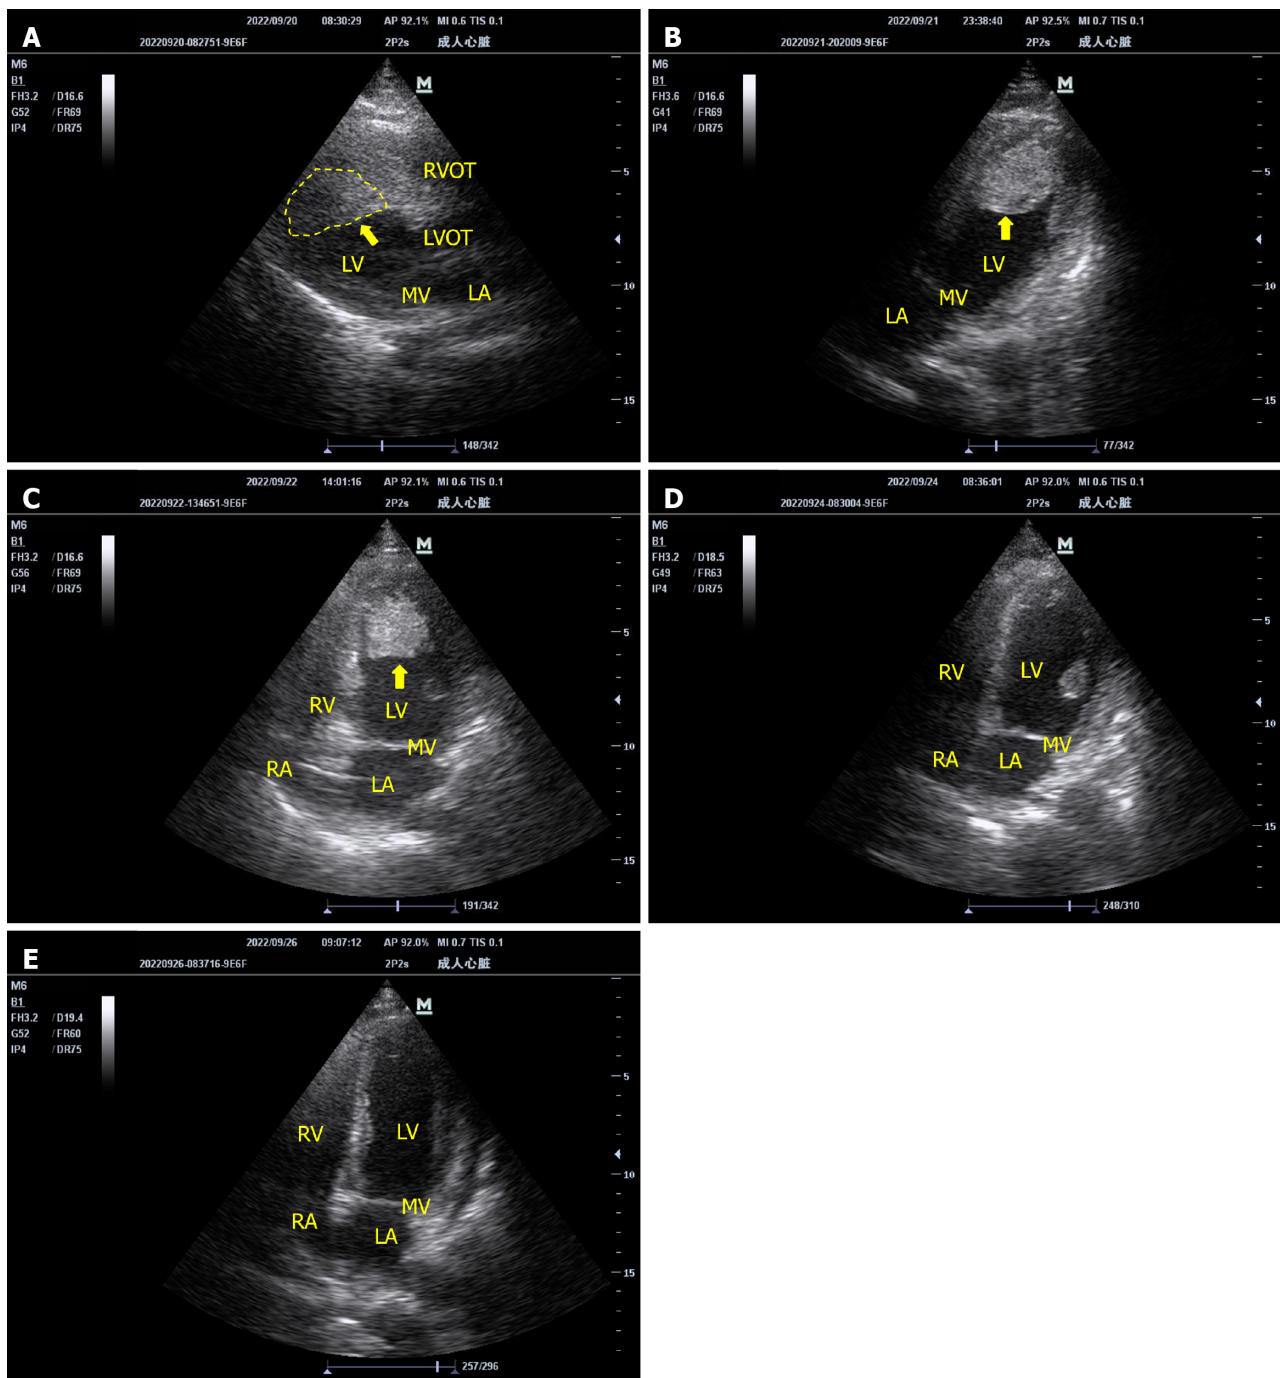 A
2022/09/20 08:30:29 AP 92.1% MI 0.6 TIS 0.1
20220920-082751-9E6F 2P2s 成人心脏
M6
B1
FH3.2 / D16.6
G52 / FR69
IP4 / DR75
M
RVOT
LVOT
LV
MV LA
5
10
15
148/342
B
2022/09/21 23:38:40 AP 92.5% MI 0.7 TIS 0.1
20220921-202009-9E6F 2P2s 成人心脏
M6
B1
FH3.6 / D16.6
G41 / FR69
IP4 / DR75
M
LV
MV
LA
5
10
15
77/342
C
2022/09/22 14:01:16 AP 92.1% MI 0.6 TIS 0.1
20220922-134651-9E6F 2P2s 成人心脏
M6
B1
FH3.2 / D16.6
G56 / FR69
IP4 / DR75
M
RV LV
MV
RA LA
5
10
15
191/342
D
2022/09/24 08:36:01 AP 92.0% MI 0.6 TIS 0.1
20220924-083004-9E6F 2P2s 成人心脏
M6
B1
FH3.2 / D18.5
G49 / FR63
IP4 / DR75
M
RV LV
MV
RA LA
5
10
15
248/310
E
2022/09/26 09:07:12 AP 92.0% MI 0.7 TIS 0.1
20220926-083716-9E6F 2P2s 成人心脏
M6
B1
FH3.2 / D19.4
G52 / FR60
IP4 / DR75
M
RV LV
MV
RA LA
5
10
15
257/296